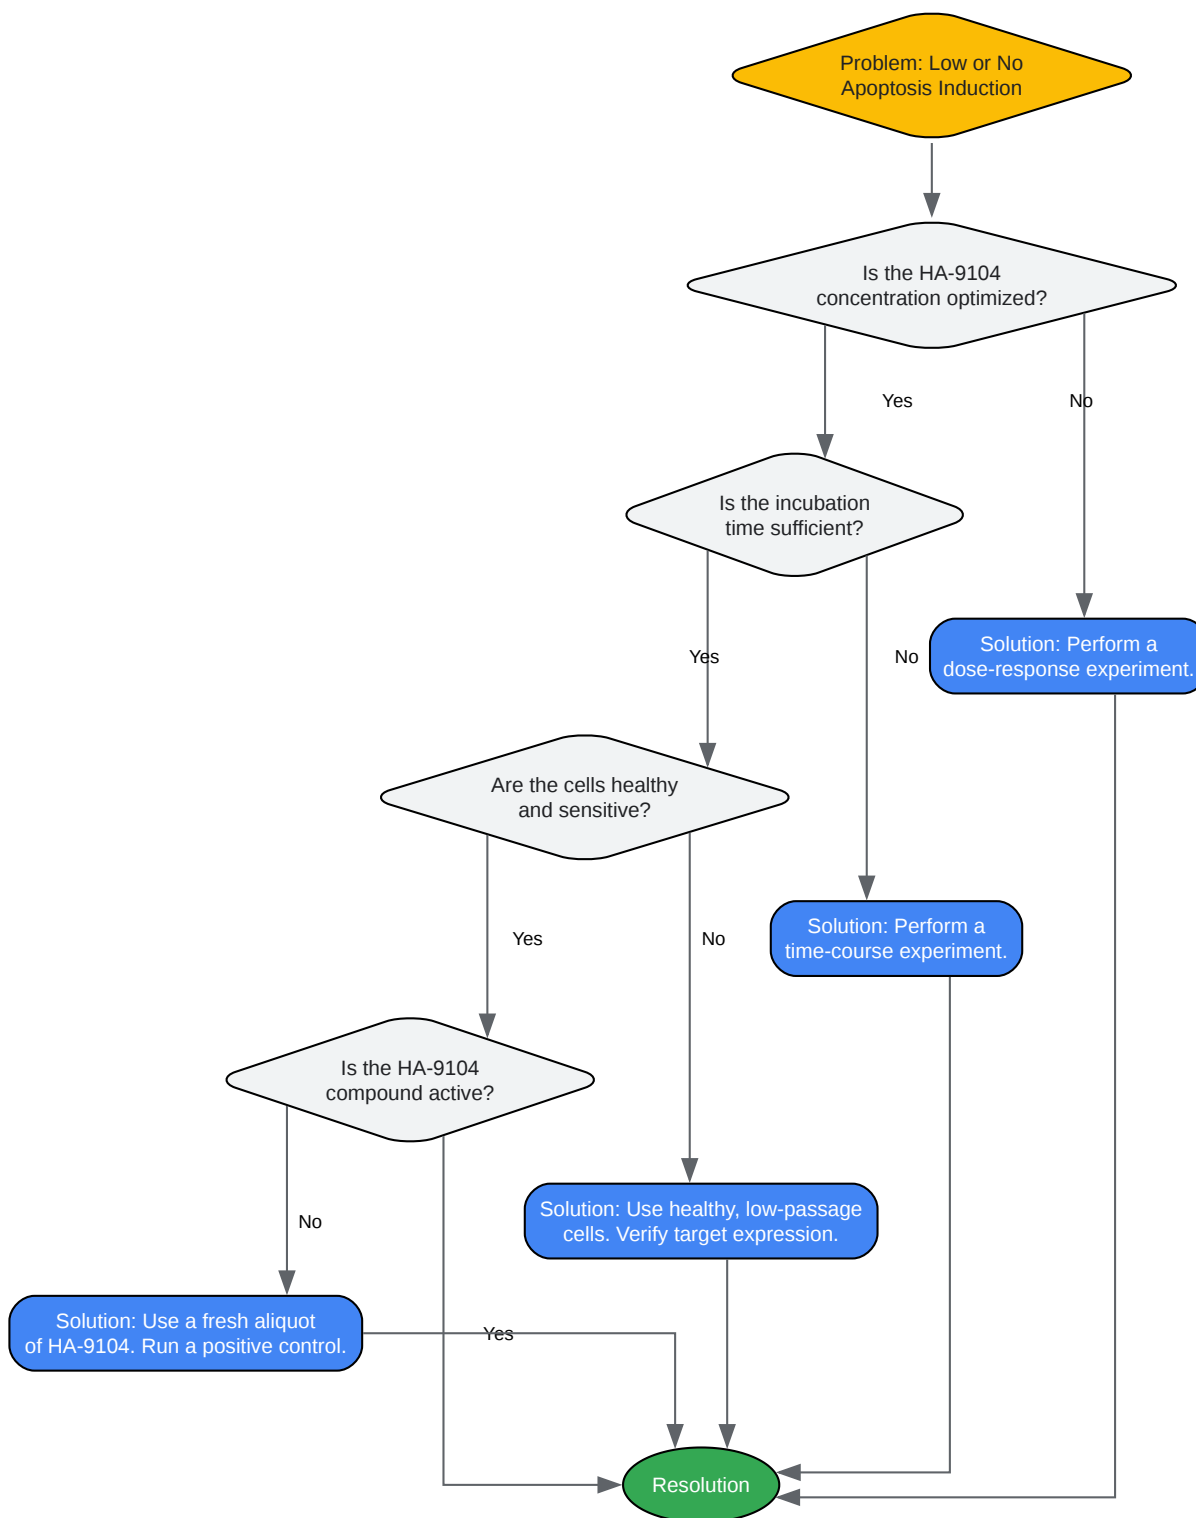 Problem: Low or No
Apoptosis Induction
Is the HA-9104
concentration optimized?
Yes
No
Is the incubation
time sufficient?
Solution: Perform a
dose-response experiment.
Yes
No
Are the cells healthy
and sensitive?
Solution: Perform a
time-course experiment.
Yes
No
Is the HA-9104
compound active?
Solution: Use healthy, low-passage
cells. Verify target expression.
No
Solution: Use a fresh aliquot
of HA-9104. Run a positive control.
Yes
Resolution